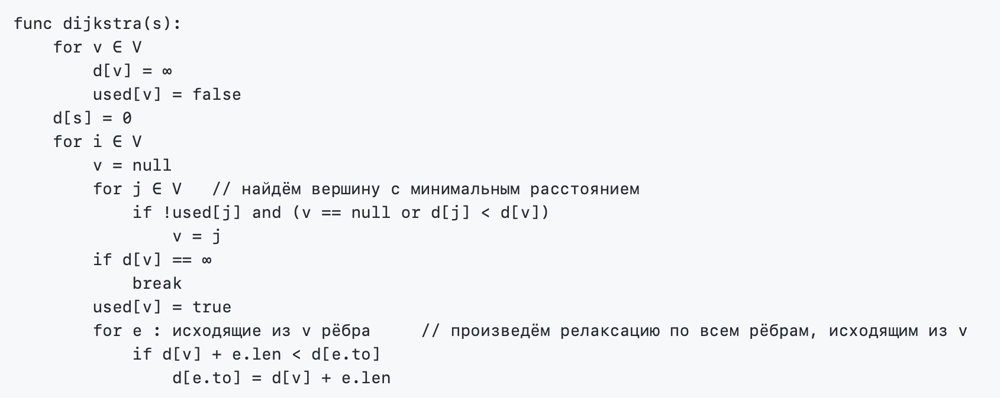 func dijkstra(s):
    for v ∈ V
        d[v] = ∞
        used[v] = false
    d[s] = 0
    for i ∈ V
        v = null
        for j ∈ V   // найдём вершину с минимальным расстоянием
            if !used[j] and (v == null or d[j] < d[v])
                v = j
        if d[v] == ∞
            break
        used[v] = true
        for e : исходящие из v рёбра     // произведём релаксацию по всем рёбрам, исходящим из v
            if d[v] + e.len < d[e.to]
                d[e.to] = d[v] + e.len